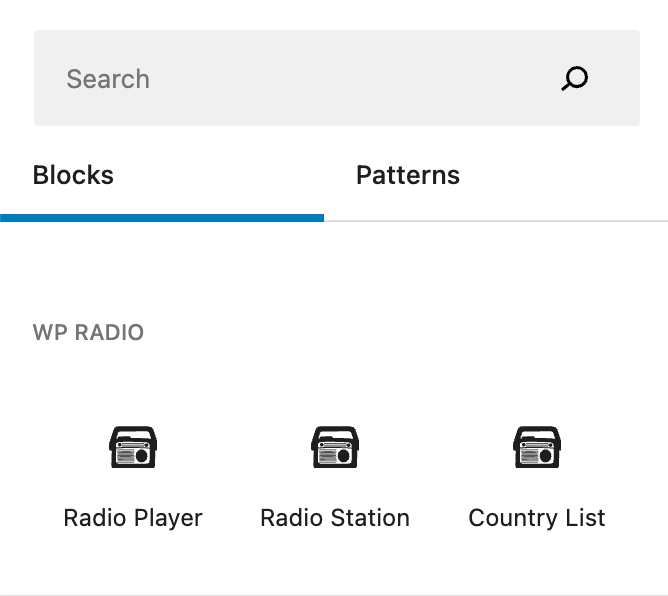 Search
Blocks Patterns
WP RADIO
Radio Player Radio Station Country List